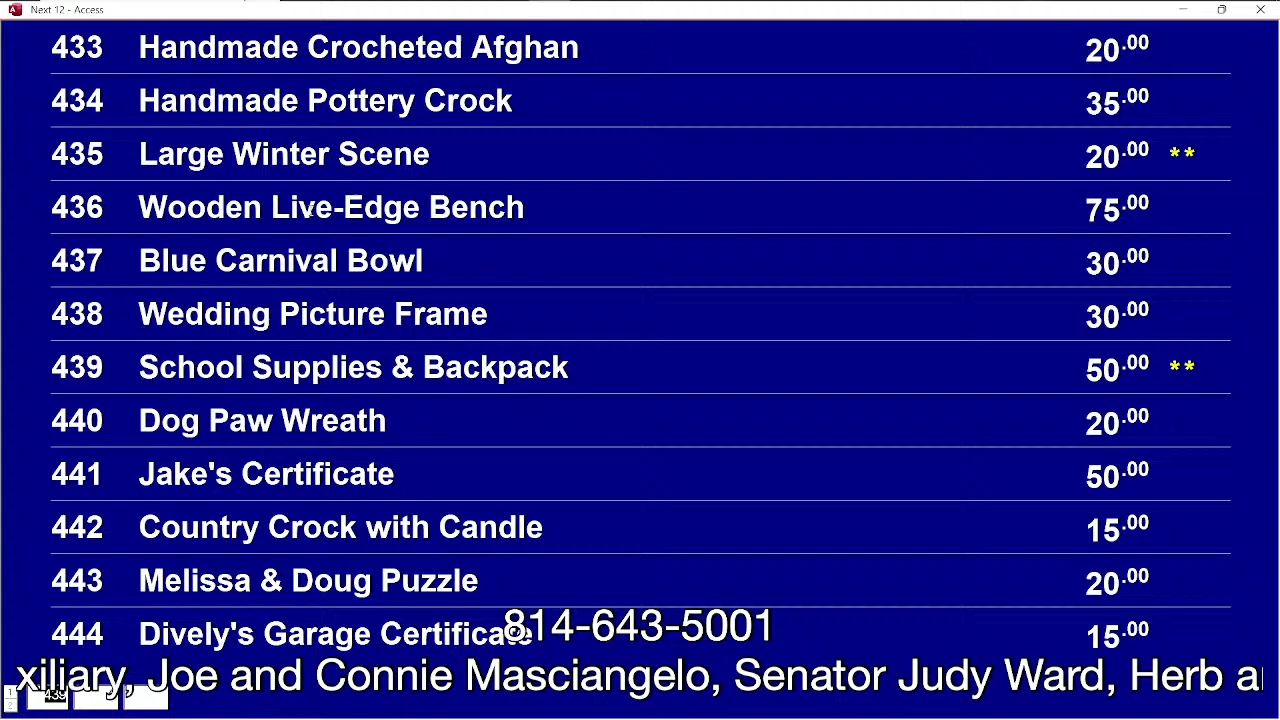 Next 12 - Access
433 Handmade Crocheted Afghan 20.00
434 Handmade Pottery Crock 35.00
435 Large Winter Scene 20.00 **
436 Wooden Live-Edge Bench 75.00
437 Blue Carnival Bowl 30.00
438 Wedding Picture Frame 30.00
439 School Supplies & Backpack 50.00 **
440 Dog Paw Wreath 20.00
441 Jake's Certificate 50.00
442 Country Crock with Candle 15.00
443 Melissa & Doug Puzzle 20.00
444 Dively's Garage Certificate 15.00
814-643-5001
xiliary, Joe and Connie Masciangelo, Senator Judy Ward, Herb a
439